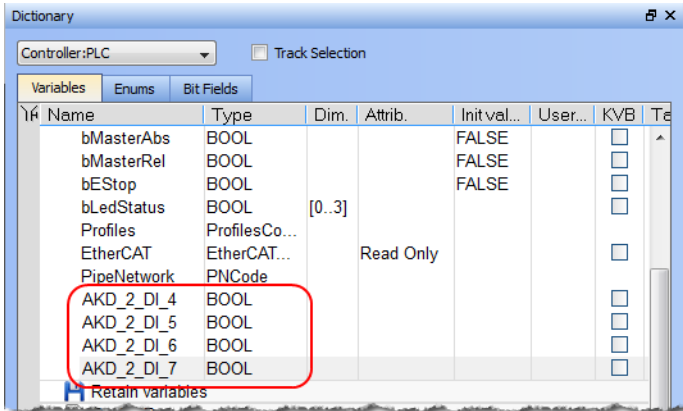 Dictionary
Controller:PLC Track Selection
Variables Enums Bit Fields
Name Type Dim. Attrib. Init val... User... KVB Ta
bMasterAbs BOOL FALSE
bMasterRel BOOL FALSE
bEStop BOOL FALSE
bLedStatus BOOL [0..3]
Profiles ProfilesCo...
EtherCAT EtherCAT... Read Only
PipeNetwork PNCode
AKD_2_DI_4 BOOL
AKD_2_DI_5 BOOL
AKD_2_DI_6 BOOL
AKD_2_DI_7 BOOL
Retain variables